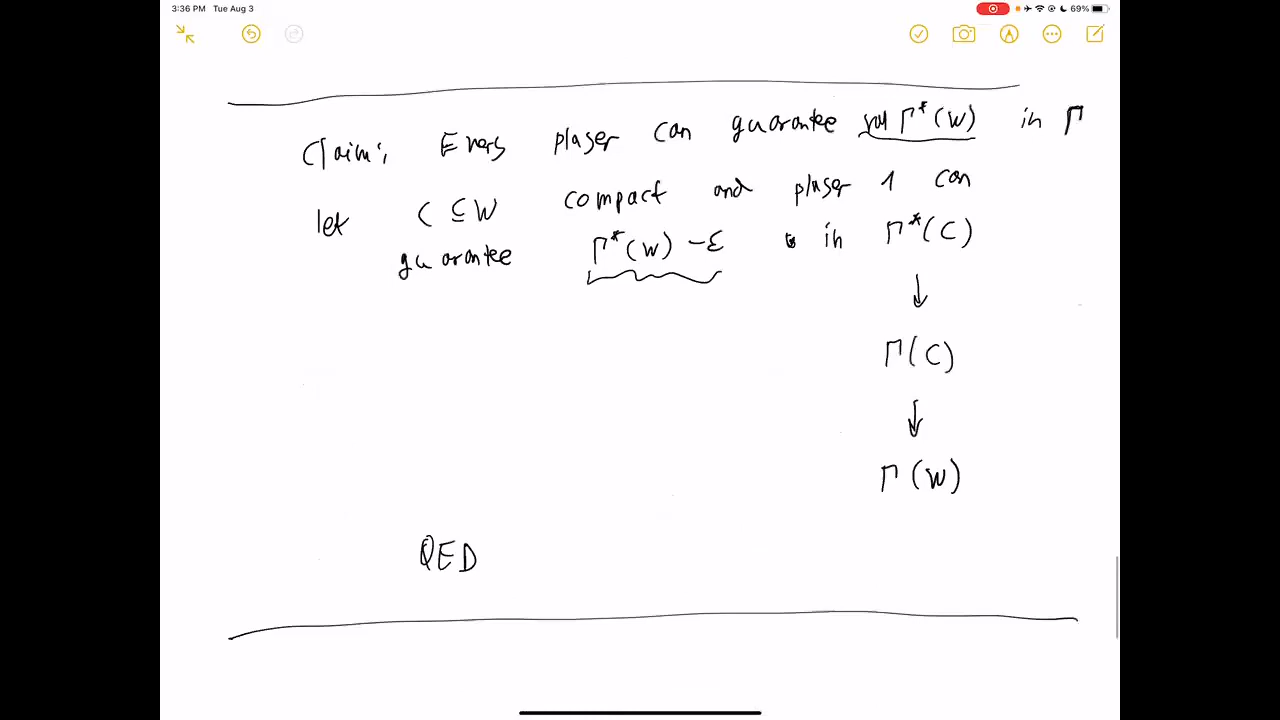 3:36 PM Tue Aug 3
69%
Claim: Every player can guarantee val Γ*(W) in Γ
let C ⊆ W compact and player 1 can
guarantee Γ*(W) - ε in Γ*(C)
↓
Γ(C)
↓
Γ(W)
QED